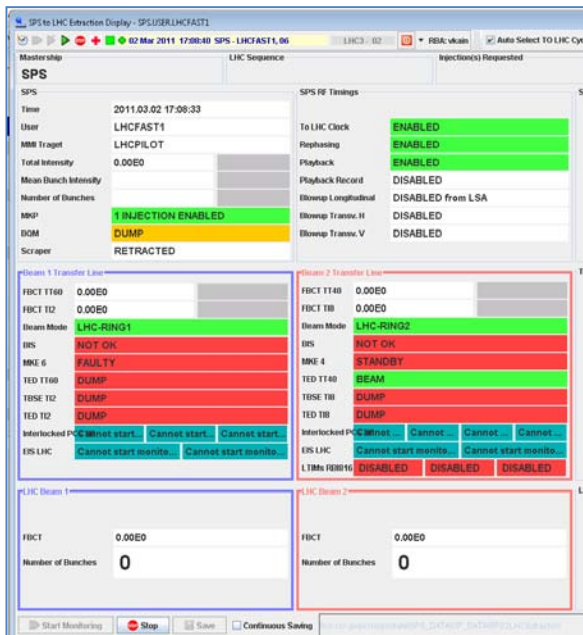 SPS to LHC Extraction Display - SPS.USER.LHCFAST1
02 Mar 2011 17:08:40 SPS - LHCFAST1, 06 LHC3 - 02 RBA: vkain Auto Select TO LHC Cyc
Mastership LHC Sequence Injection(s) Requested
SPS
SPS
Time 2011.03.02 17:08:33
User LHCFAST1
MMI Traget LHCPILOT
Total Intensity 0.00E0
Mean Bunch Intensity
Number of Bunches
MKP 1 INJECTION ENABLED
BQM DUMP
Scraper RETRACTED
SPS RF Timings
To LHC Clock ENABLED
Rephasing ENABLED
Playback ENABLED
Playback Record DISABLED
Blowup Longitudinal DISABLED from LSA
Blowup Transv. H DISABLED
Blowup Transv. V DISABLED
Beam 1 Transfer Line
FBCT TT60 0.00E0
FBCT TI2 0.00E0
Beam Mode LHC-RING1
BIS NOT OK
MKE 6 FAULTY
TED TT60 DUMP
TBSE TI2 DUMP
TED TI2 DUMP
Interlocked PC Cannot start... Cannot start... Cannot start...
EIS LHC Cannot start monito... Cannot start monito...
Beam 2 Transfer Line
FBCT TT40 0.00E0
FBCT TI8 0.00E0
Beam Mode LHC-RING2
BIS NOT OK
MKE 4 STANDBY
TED TT40 BEAM
TBSE TI8 DUMP
TED TI8 DUMP
Interlocked PC Cannot ... Cannot ... Cannot ... Cannot ...
EIS LHC Cannot start monito... Cannot start monito...
LTIMs RBI816 DISABLED DISABLED DISABLED
LHC Beam 1
FBCT 0.00E0
Number of Bunches 0
LHC Beam 2
FBCT 0.00E0
Number of Bunches 0
Start Monitoring Stop Save Continuous Saving